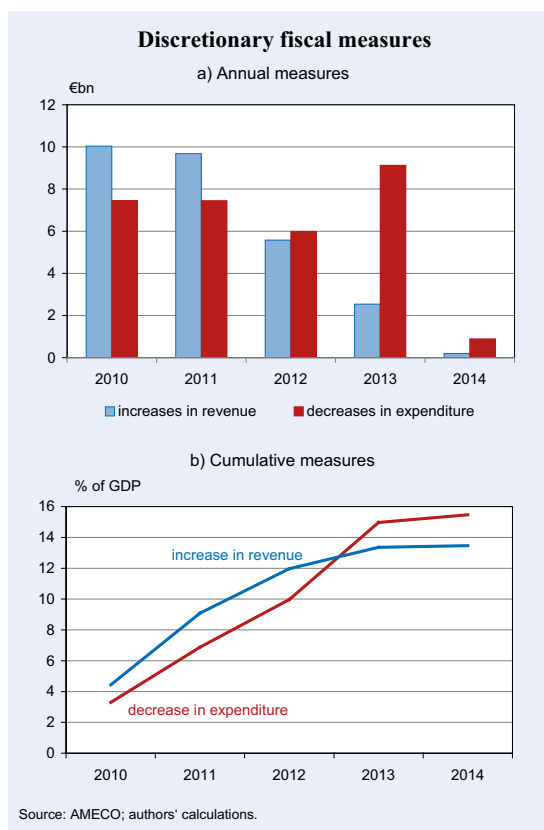 Discretionary fiscal measures
a) Annual measures
€bn
12
10
8
6
4
2
0
2010 2011 2012 2013 2014
increases in revenue decreases in expenditure
b) Cumulative measures
% of GDP
16
14
12
10
8
6
4
2
0
increase in revenue
decrease in expenditure
2010 2011 2012 2013 2014
Source: AMECO; authors‘ calculations.